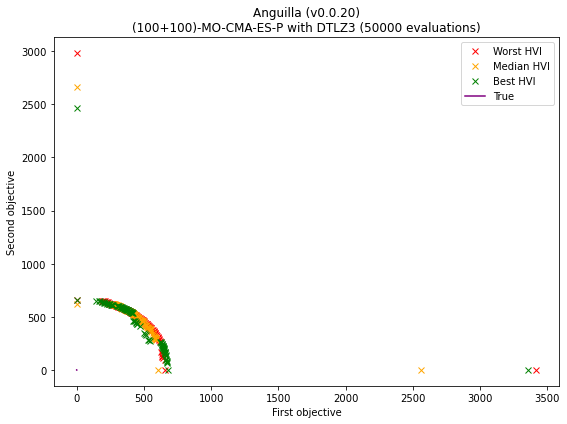 Anguilla (v0.0.20)
(100+100)-MO-CMA-ES-P with DTLZ3 (50000 evaluations)
Worst HVI
Median HVI
Best HVI
True
Second objective
3000
2500
2000
1500
1000
500
0
0
500
1000
1500
2000
2500
3000
3500
First objective